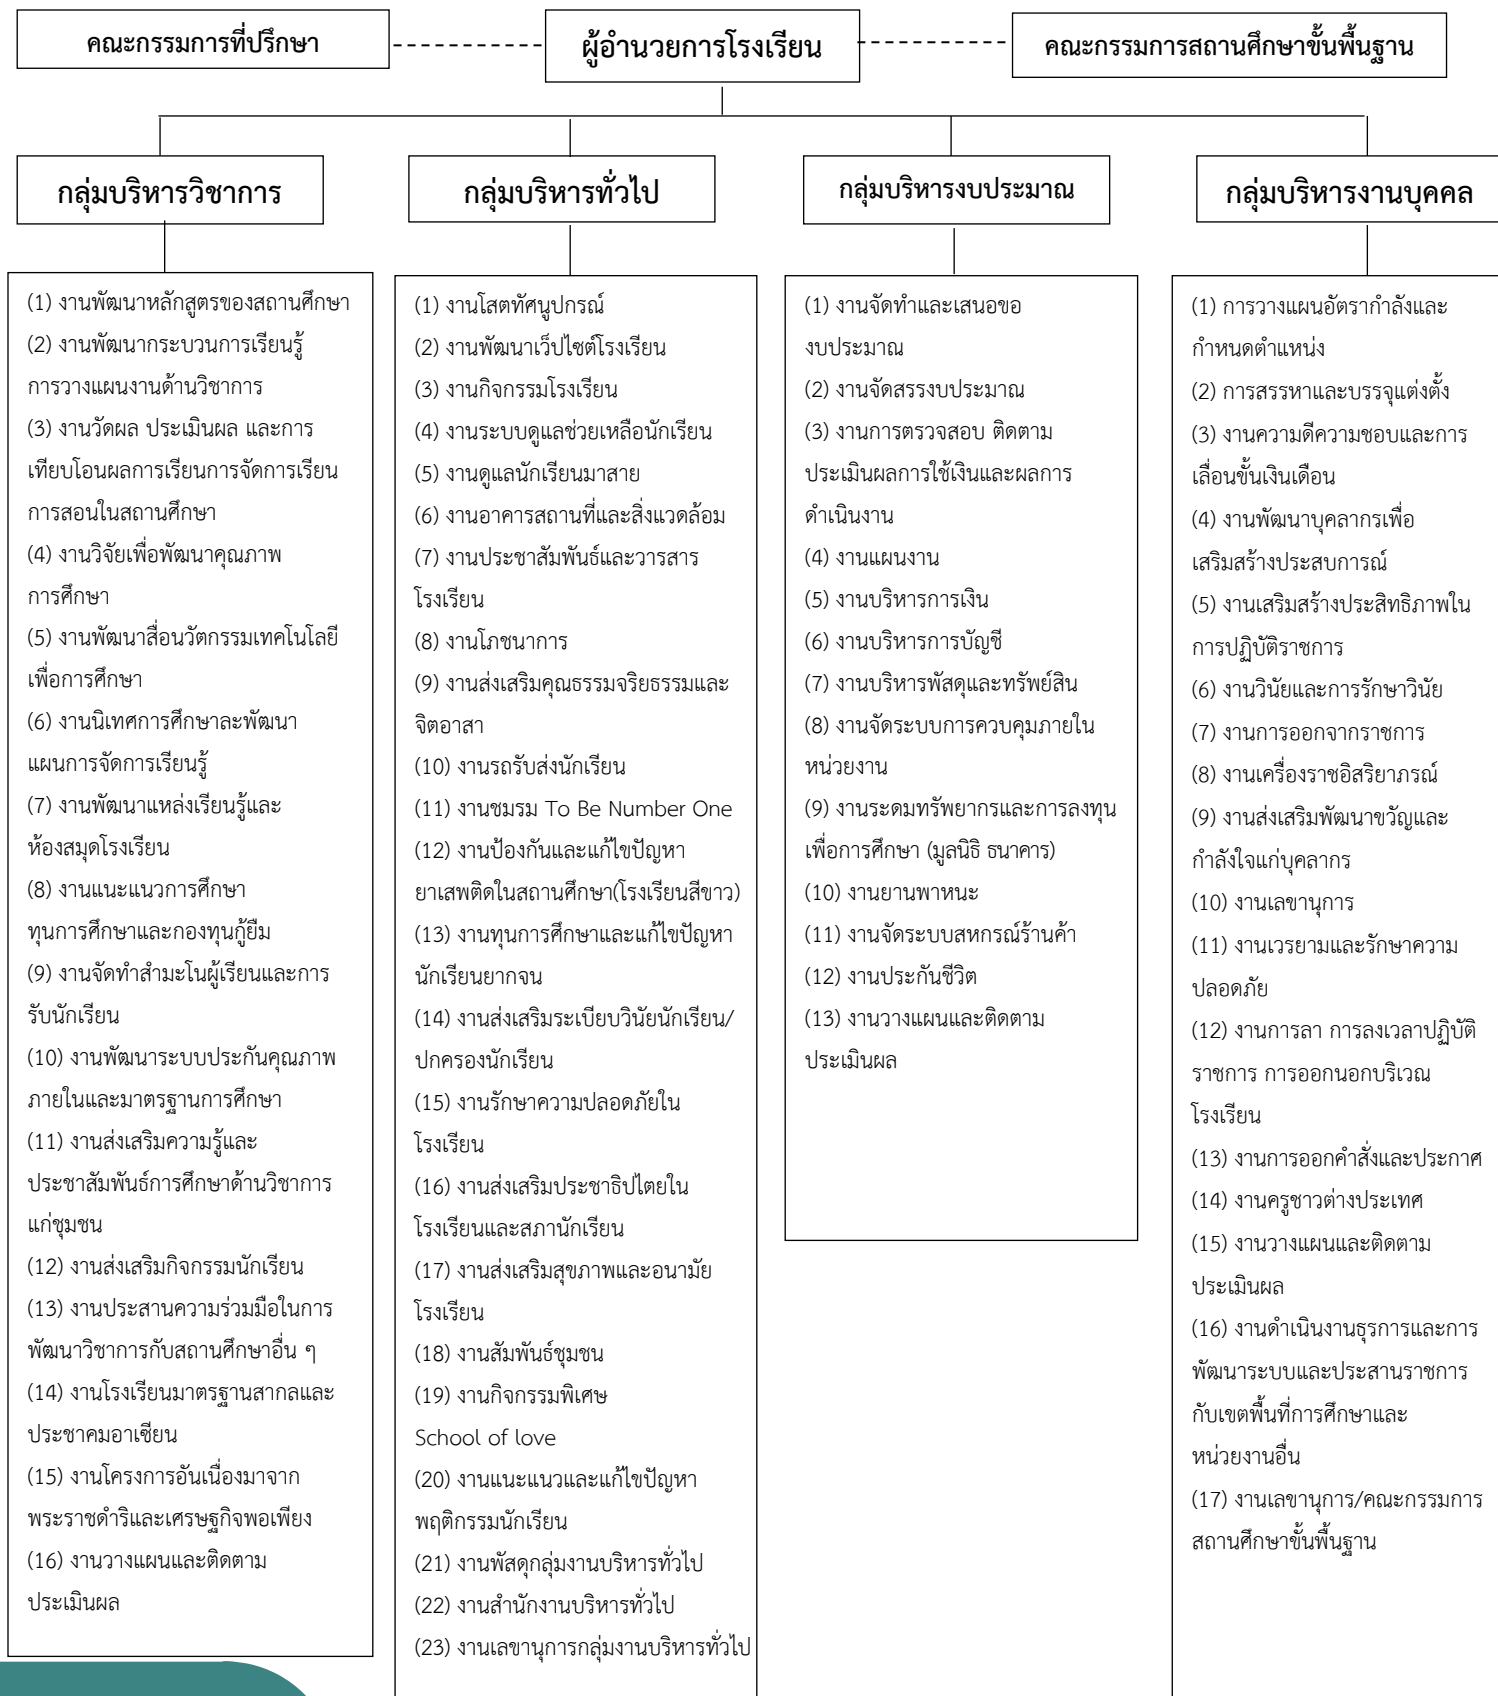 คณะกรรมการที่ปรึกษา
ผู้อำนวยการโรงเรียน
คณะกรรมการสถานศึกษาขั้นพื้นฐาน
กลุ่มบริหารวิชาการ
กลุ่มบริหารทั่วไป
กลุ่มบริหารงบประมาณ
กลุ่มบริหารงานบุคคล
(1) งานพัฒนาหลักสูตรของสถานศึกษา
(2) งานพัฒนากระบวนการเรียนรู้
การวางแผนงานด้านวิชาการ
(3) งานวัดผล ประเมินผล และการ
เทียบโอนผลการเรียนการจัดการเรียน
การสอนในสถานศึกษา
(4) งานวิจัยเพื่อพัฒนาคุณภาพ
การศึกษา
(5) งานพัฒนาสื่อนวัตกรรมเทคโนโลยี
เพื่อการศึกษา
(6) งานนิเทศการศึกษาละพัฒนา
แผนการจัดการเรียนรู้
(7) งานพัฒนาแหล่งเรียนรู้และ
ห้องสมุดโรงเรียน
(8) งานแนะแนวการศึกษา
ทุนการศึกษาและกองทุนกู้ยืม
(9) งานจัดทำสำมะโนผู้เรียนและการ
รับนักเรียน
(10) งานพัฒนาระบบประกันคุณภาพ
ภายในและมาตรฐานการศึกษา
(11) งานส่งเสริมความรู้และ
ประชาสัมพันธ์การศึกษาด้านวิชาการ
แก่ชุมชน
(12) งานส่งเสริมกิจกรรมนักเรียน
(13) งานประสานความร่วมมือในการ
พัฒนาวิชาการกับสถานศึกษาอื่น ๆ
(14) งานโรงเรียนมาตรฐานสากลและ
ประชาคมอาเซียน
(15) งานโครงการอันเนื่องมาจาก
พระราชดำริและเศรษฐกิจพอเพียง
(16) งานวางแผนและติดตาม
ประเมินผล
(1) งานโสตทัศนูปกรณ์
(2) งานพัฒนาเว็ปไซต์โรงเรียน
(3) งานกิจกรรมโรงเรียน
(4) งานระบบดูแลช่วยเหลือนักเรียน
(5) งานดูแลนักเรียนมาสาย
(6) งานอาคารสถานที่และสิ่งแวดล้อม
(7) งานประชาสัมพันธ์และวารสาร
โรงเรียน
(8) งานโภชนาการ
(9) งานส่งเสริมคุณธรรมจริยธรรมและ
จิตอาสา
(10) งานรถรับส่งนักเรียน
(11) งานชมรม To Be Number One
(12) งานป้องกันและแก้ไขปัญหา
ยาเสพติดในสถานศึกษา(โรงเรียนสีขาว)
(13) งานทุนการศึกษาและแก้ไขปัญหา
นักเรียนยากจน
(14) งานส่งเสริมระเบียบวินัยนักเรียน/
ปกครองนักเรียน
(15) งานรักษาความปลอดภัยใน
โรงเรียน
(16) งานส่งเสริมประชาธิปไตยใน
โรงเรียนและสภานักเรียน
(17) งานส่งเสริมสุขภาพและอนามัย
โรงเรียน
(18) งานสัมพันธ์ชุมชน
(19) งานกิจกรรมพิเศษ
School of love
(20) งานแนะแนวและแก้ไขปัญหา
พฤติกรรมนักเรียน
(21) งานพัสดุกลุ่มงานบริหารทั่วไป
(22) งานสำนักงานบริหารทั่วไป
(23) งานเลขานุการกลุ่มงานบริหารทั่วไป
(1) งานจัดทำและเสนอขอ
งบประมาณ
(2) งานจัดสรรงบประมาณ
(3) งานการตรวจสอบ ติดตาม
ประเมินผลการใช้เงินและผลการ
ดำเนินงาน
(4) งานแผนงาน
(5) งานบริหารการเงิน
(6) งานบริหารการบัญชี
(7) งานบริหารพัสดุและทรัพย์สิน
(8) งานจัดระบบการควบคุมภายใน
หน่วยงาน
(9) งานระดมทรัพยากรและการลงทุน
เพื่อการศึกษา (มูลนิธิ ธนาคาร)
(10) งานยานพาหนะ
(11) งานจัดระบบสหกรณ์ร้านค้า
(12) งานประกันชีวิต
(13) งานวางแผนและติดตาม
ประเมินผล
(1) การวางแผนอัตรากำลังและ
กำหนดตำแหน่ง
(2) การสรรหาและบรรจุแต่งตั้ง
(3) งานความดีความชอบและการ
เลื่อนขั้นเงินเดือน
(4) งานพัฒนาบุคลากรเพื่อ
เสริมสร้างประสบการณ์
(5) งานเสริมสร้างประสิทธิภาพใน
การปฏิบัติราชการ
(6) งานวินัยและการรักษาวินัย
(7) งานการออกจากราชการ
(8) งานเครื่องราชอิสริยาภรณ์
(9) งานส่งเสริมพัฒนาขวัญและ
กำลังใจแก่บุคลากร
(10) งานเลขานุการ
(11) งานเวรยามและรักษาความ
ปลอดภัย
(12) งานการลา การลงเวลาปฏิบัติ
ราชการ การออกนอกบริเวณ
โรงเรียน
(13) งานการออกคำสั่งและประกาศ
(14) งานครูชาวต่างประเทศ
(15) งานวางแผนและติดตาม
ประเมินผล
(16) งานดำเนินงานธุรการและการ
พัฒนาระบบและประสานราชการ
กับเขตพื้นที่การศึกษาและ
หน่วยงานอื่น
(17) งานเลขานุการ/คณะกรรมการ
สถานศึกษาขั้นพื้นฐาน